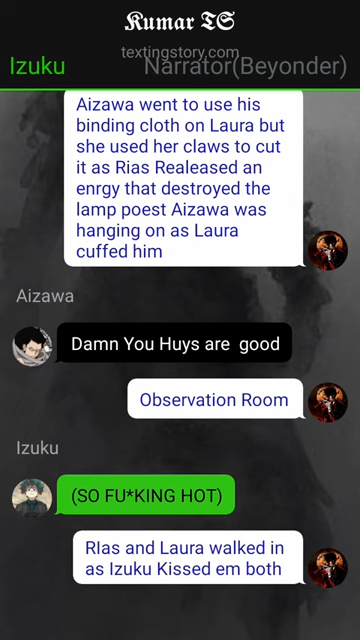 Kumar TS
textingstory.com
Izuku
Narrator(Beyonder)
Aizawa went to use his
binding cloth on Laura but
she used her claws to cut
it as Rias Realeased an
enrgy that destroyed the
lamp poest Aizawa was
hanging on as Laura
cuffed him
Aizawa
Damn You Huys are  good
Observation Room
Izuku
(SO FU*KING HOT)
RIas and Laura walked in
as Izuku Kissed em both